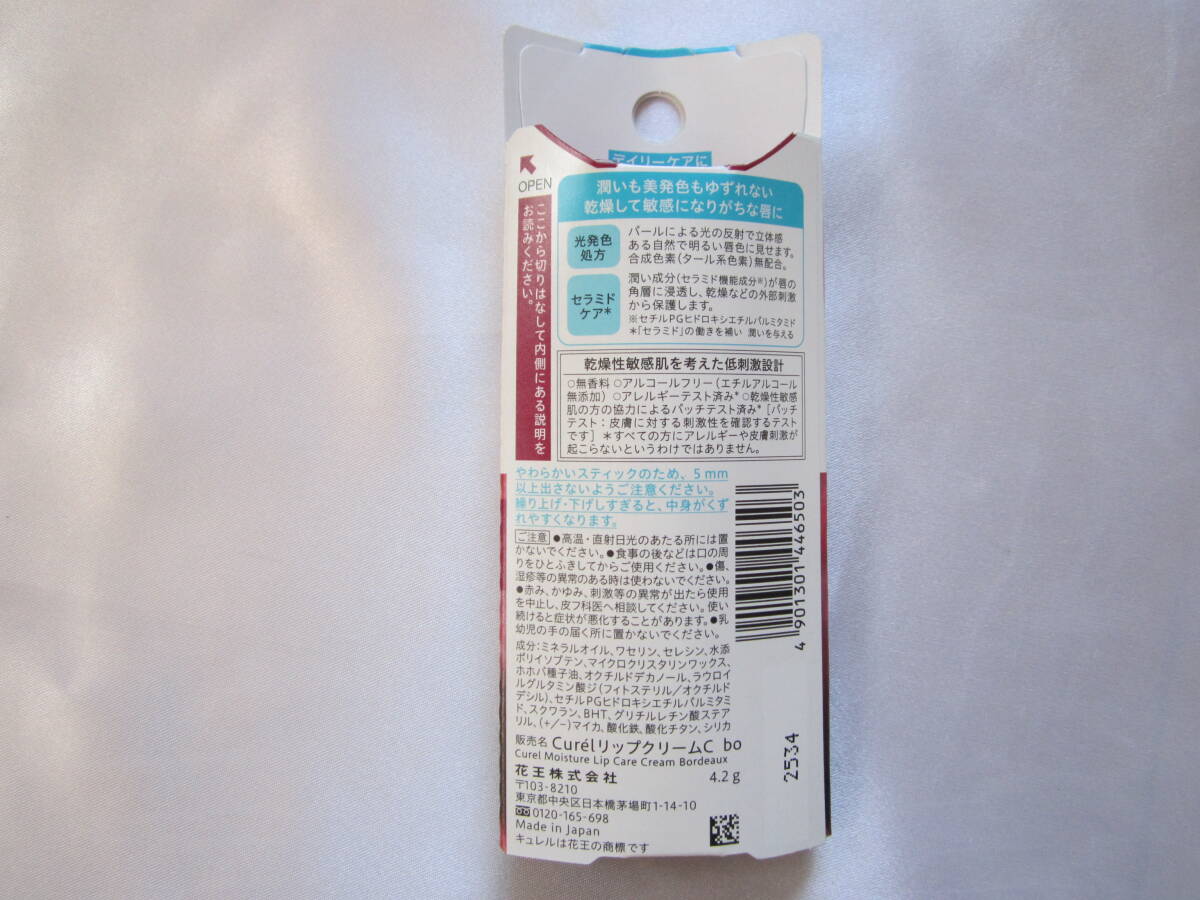 デイリーケアに
OPEN
ここから切りはなして内側にある説明を
お読みください。
潤いも美発色もゆずれない
乾燥して敏感になりがちな唇に
光発色
処方
パールによる光の反射で立体感
ある自然で明るい唇色に見せます。
合成色素(タール系色素)無配合。
セラミド
ケア*
潤い成分(セラミド機能成分※)が唇の
角層に浸透し、乾燥などの外部刺激
から保護します。
※セチルPGヒドロキシエチルパルミタミド
*「セラミド」の働きを補い 潤いを与える
乾燥性敏感肌を考えた低刺激設計
○無香料 ○アルコールフリー(エチルアルコール
無添加) ○アレルギーテスト済み* ○乾燥性敏感
肌の方の協力によるパッチテスト済み* [パッチ
テスト:皮膚に対する刺激性を確認するテスト
です] *すべての方にアレルギーや皮膚刺激が
起こらないというわけではありません。
やわらかいスティックのため、5mm
以上出さないようご注意ください。
繰り上げ・下げしすぎると、中身がくず
れやすくなります。
ご注意 ●高温・直射日光のあたる所には置
かないでください。●食事の後などは口の周
りをひとふきしてからご使用ください。●傷、
湿疹等の異常のある時は使わないでください。
●赤み、かゆみ、刺激等の異常が出たら使用
を中止し、皮フ科医へ相談してください。使い
続けると症状が悪化することがあります。●乳
幼児の手の届く所に置かないでください。
成分:ミネラルオイル、ワセリン、セレシン、水添
ポリイソブテン、マイクロクリスタリンワックス、
ホホバ種子油、オクチルドデカノール、ラウロイ
ルグルタミン酸ジ(フィトステリル/オクチルド
デシル)、セチルPGヒドロキシエチルパルミタミ
ド、スクワラン、BHT、グリチルレチン酸ステア
リル、(+/-)マイカ、酸化鉄、酸化チタン、シリカ
販売名 CurélリップクリームC bo
Curel Moisture Lip Care Cream Bordeaux
花王株式会社 4.2g
〒103-8210
東京都中央区日本橋茅場町1-14-10
0120-165-698
Made in Japan
キュレルは花王の商標です
4 901301 446503
2534